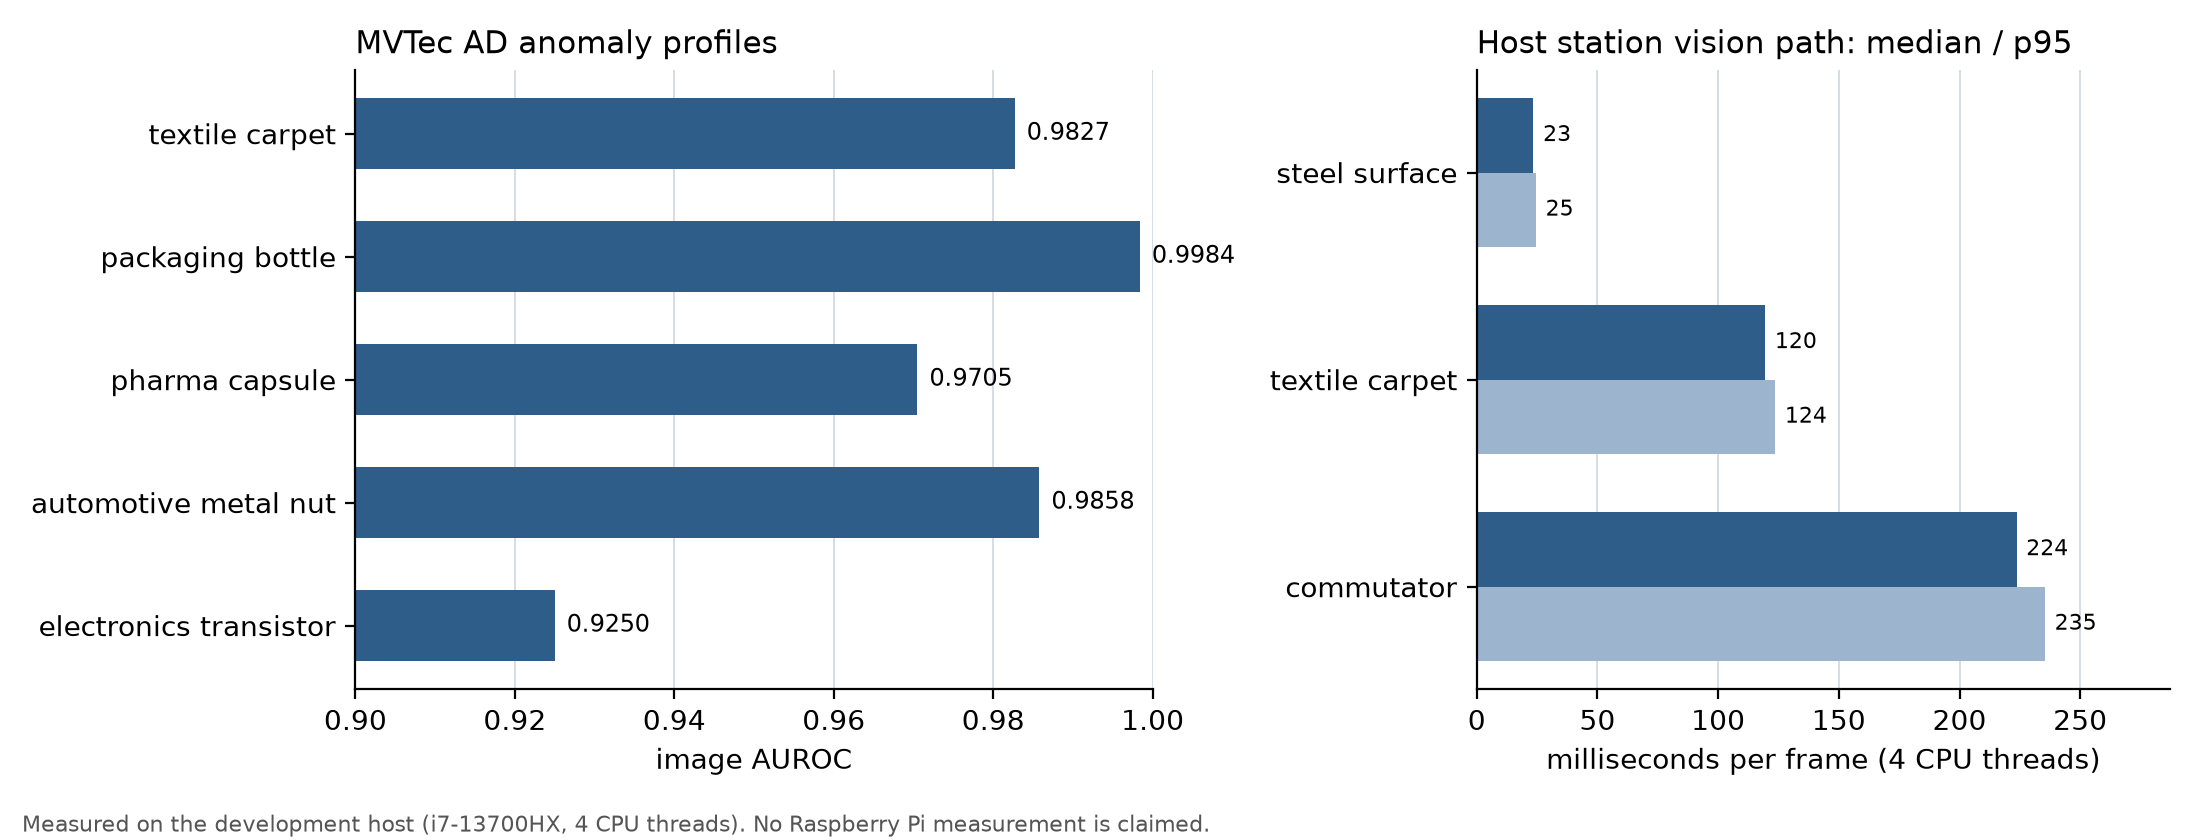 MVTec AD anomaly profiles
textile carpet
0.9827
packaging bottle
0.9984
pharma capsule
0.9705
automotive metal nut
0.9858
electronics transistor
0.9250
0.90 0.92 0.94 0.96 0.98 1.00
image AUROC
Host station vision path: median / p95
steel surface
23
25
textile carpet
120
124
commutator
224
235
0 50 100 150 200 250
milliseconds per frame (4 CPU threads)
Measured on the development host (i7-13700HX, 4 CPU threads). No Raspberry Pi measurement is claimed.